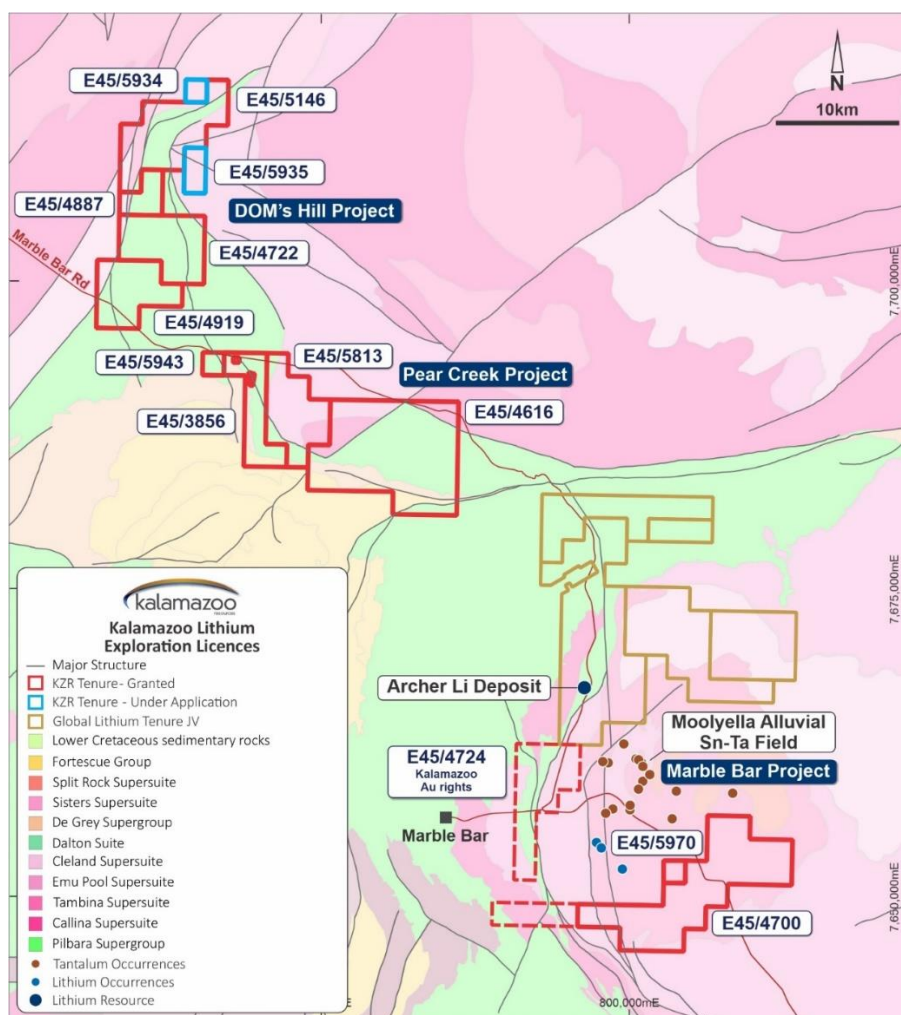 E45/5934
E45/5146
N
10km
E45/5935
E45/4887
DOM's Hill Project
Marble Bar Rd
E45/4722
7,700,000mE
E45/4919
E45/5943
E45/5813
Pear Creek Project
E45/4616
E45/3856
7,675,000mE
kalamazoo
RESOURCES
Kalamazoo Lithium
Exploration Licences
Major Structure
KZR Tenure - Granted
KZR Tenure - Under Application
Global Lithium Tenure JV
Lower Cretaceous sedimentary rocks
Fortescue Group
Split Rock Supersuite
Sisters Supersuite
De Grey Supergroup
Dalton Suite
Cleland Supersuite
Emu Pool Supersuite
Tambina Supersuite
Callina Supersuite
Pilbara Supergroup
Tantalum Occurrences
Lithium Occurrences
Lithium Resource
Archer Li Deposit
Moolyella Alluvial
Sn-Ta Field
Marble Bar Project
E45/4724
Kalamazoo
Au rights
Marble Bar
E45/5970
E45/4700
7,650,000mE
800,000mE